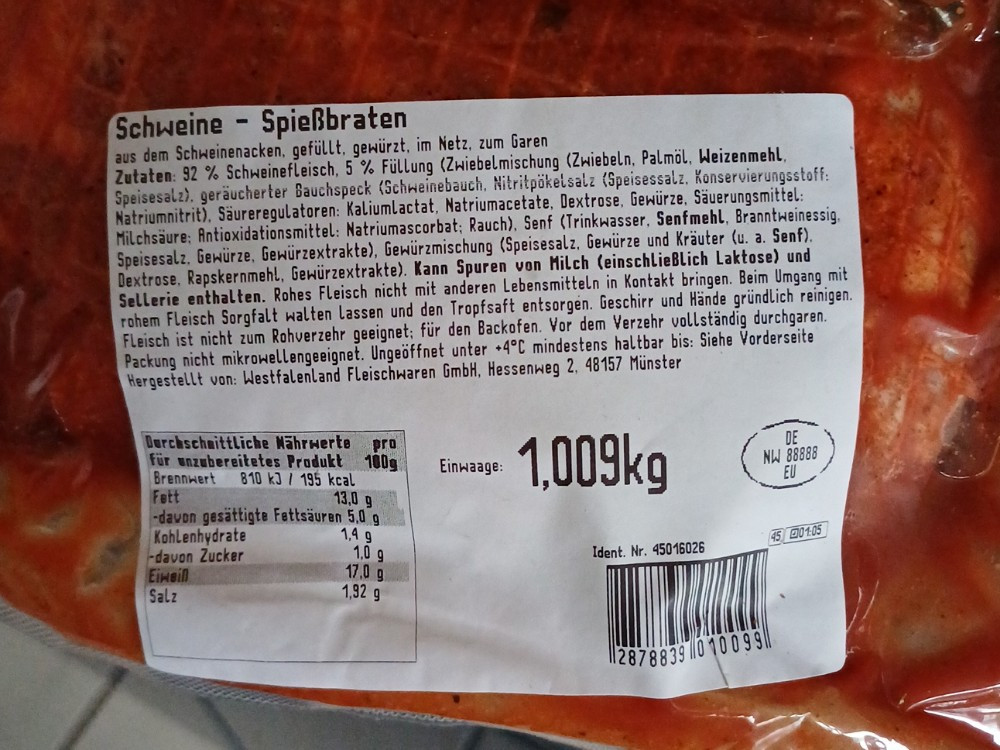 Schweine - Spießbraten
aus dem Schweinenacken, gefüllt, gewürzt, im Netz, zum Garen
Zutaten: 92 % Schweinefleisch, 5 % Füllung (Zwiebelmischung (Zwiebeln, Palmöl, Weizenmehl,
Speisesalz), geräucherter Bauchspeck (Schweinebauch, Nitritpökelsalz (Speisessalz, Konservierungsstoff:
Natriumnitrit), Säureregulatoren: Kaliumlactat, Natriumacetate, Dextrose, Gewürze, Säuerungsmittel:
Milchsäure; Antioxidationsmittel: Natriumascorbat; Rauch), Senf (Trinkwasser, Senfmehl, Branntweinessig,
Speisesalz, Gewürze, Gewürzextrakte), Gewürzmischung (Speisesalz, Gewürze und Kräuter (u. a. Senf),
Dextrose, Rapskernmehl, Gewürzextrakte). Kann Spuren von Milch (einschließlich Laktose) und
Sellerie enthalten. Rohes Fleisch nicht mit anderen Lebensmitteln in Kontakt bringen. Beim Umgang mit
rohem Fleisch Sorgfalt walten lassen und den Tropfsaft entsorgen. Geschirr und Hände gründlich reinigen.
Fleisch ist nicht zum Rohverzehr geeignet; für den Backofen. Vor dem Verzehr vollständig durchgaren.
Packung nicht mikrowellengeeignet. Ungeöffnet unter +4°C mindestens haltbar bis: Siehe Vorderseite
Hergestellt von: Westfalenland Fleischwaren GmbH, Hessenweg 2, 48157 Münster
Durchschnittliche Nährwerte pro
für unzubereitetes Produkt 100g
Brennwert 810 kJ / 195 kcal
Fett 13,0 g
-davon gesättigte Fettsäuren 5,0 g
Kohlenhydrate 1,4 g
-davon Zucker 1,0 g
Eiweiß 17,0 g
Salz 1,92 g
Einwaage: 1,009kg
DE
NW 88888
EU
45 01:05
Ident. Nr. 45016026
2878839010099